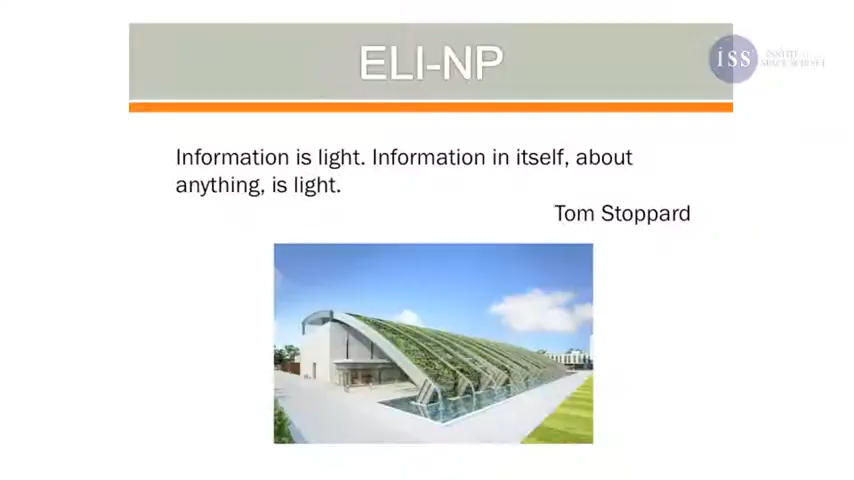 ELI-NP
iSS
Information is light. Information in itself, about
anything, is light.
Tom Stoppard